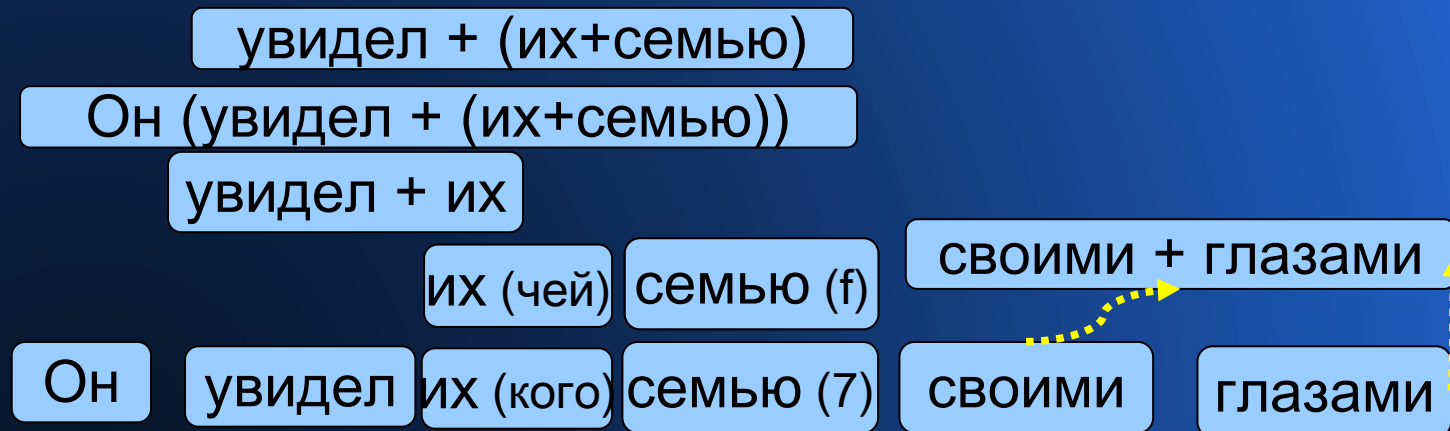 увидел + (их+семью)
Он (увидел + (их+семью))
увидел + их
своими + глазами
их (чей) семью (f)
Он увидел их (кого) семью (7) своими глазами